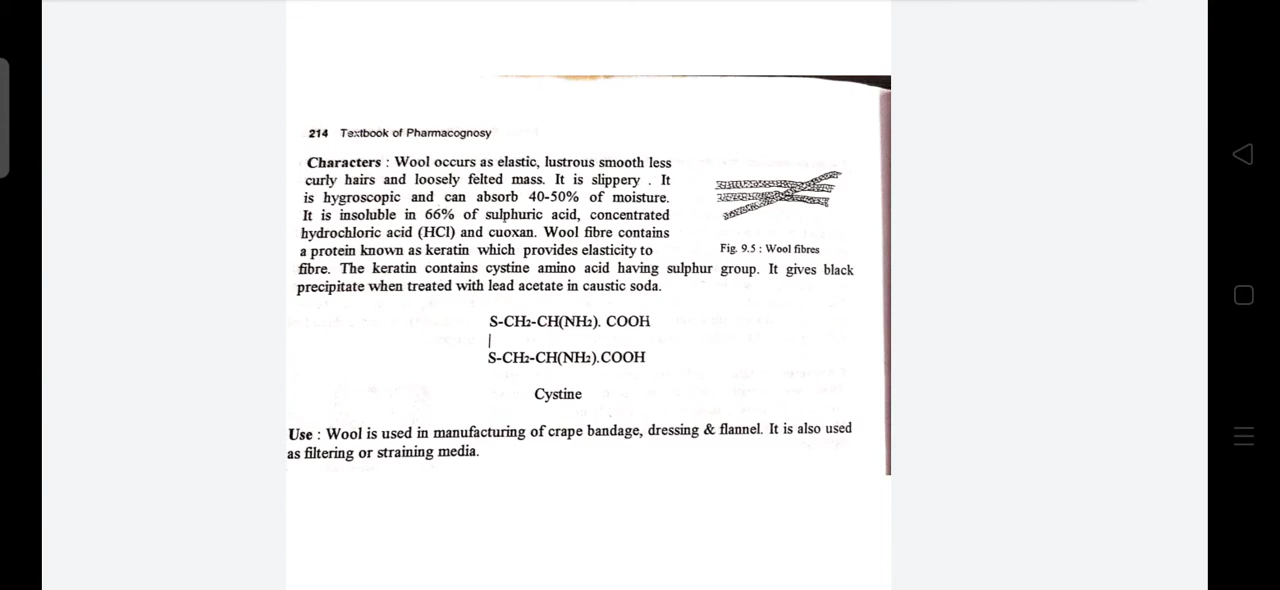 214 Textbook of Pharmacognosy
Characters : Wool occurs as elastic, lustrous smooth less
curly hairs and loosely felted mass. It is slippery . It
is hygroscopic and can absorb 40-50% of moisture.
It is insoluble in 66% of sulphuric acid, concentrated
hydrochloric acid (HCl) and cuoxan. Wool fibre contains
a protein known as keratin which provides elasticity to
Fig. 9.5 : Wool fibres
fibre. The keratin contains cystine amino acid having sulphur group. It gives black
precipitate when treated with lead acetate in caustic soda.
S-CH2-CH(NH2). COOH
|
S-CH2-CH(NH2).COOH
Cystine
Use : Wool is used in manufacturing of crape bandage, dressing & flannel. It is also used
as filtering or straining media.